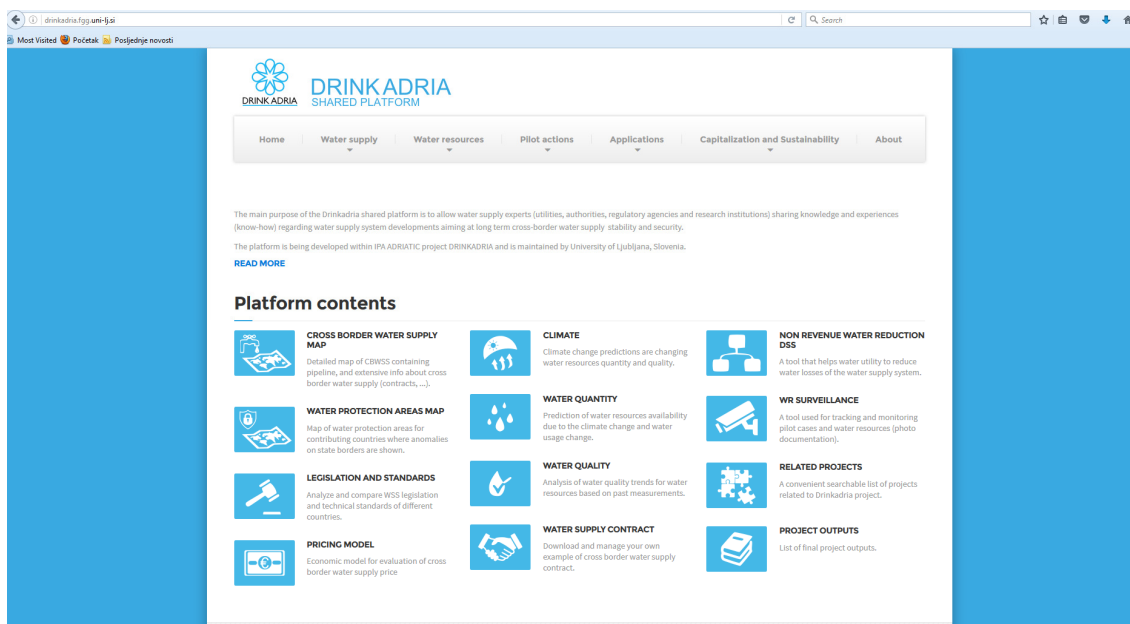 drinkadria.fgg.uni-lj.si
Search
Most Visited Početak Posljednje novosti
DRINK ADRIA
DRINK ADRIA
SHARED PLATFORM
Home Water supply Water resources Pilot actions Applications Capitalization and Sustainability About
The main purpose of the Drinkadria shared platform is to allow water supply experts (utilities, authorities, regulatory agencies and research institutions) sharing knowledge and experiences
(know-how) regarding water supply system developments aiming at long term cross-border water supply stability and security.
The platform is being developed within IPA ADRIATIC project DRINKADRIA and is maintained by University of Ljubljana, Slovenia.
READ MORE
Platform contents
CROSS BORDER WATER SUPPLY
MAP
Detailed map of CBWSS containing
pipeline, and extensive info about cross
border water supply (contracts, ...).
WATER PROTECTION AREAS MAP
Map of water protection areas for
contributing countries where anomalies
on state borders are shown.
LEGISLATION AND STANDARDS
Analyze and compare WSS legislation
and technical standards of different
countries.
PRICING MODEL
Economic model for evaluation of cross
border water supply price
CLIMATE
Climate change predictions are changing
water resources quantity and quality.
WATER QUANTITY
Prediction of water resources availability
due to the climate change and water
usage change.
WATER QUALITY
Analysis of water quality trends for water
resources based on past measurements.
WATER SUPPLY CONTRACT
Download and manage your own
example of cross border water supply
contract.
NON REVENUE WATER REDUCTION
DSS
A tool that helps water utility to reduce
water losses of the water supply system.
WR SURVEILLANCE
A tool used for tracking and monitoring
pilot cases and water resources (photo
documentation).
RELATED PROJECTS
A convenient searchable list of projects
related to Drinkadria project.
PROJECT OUTPUTS
List of final project outputs.